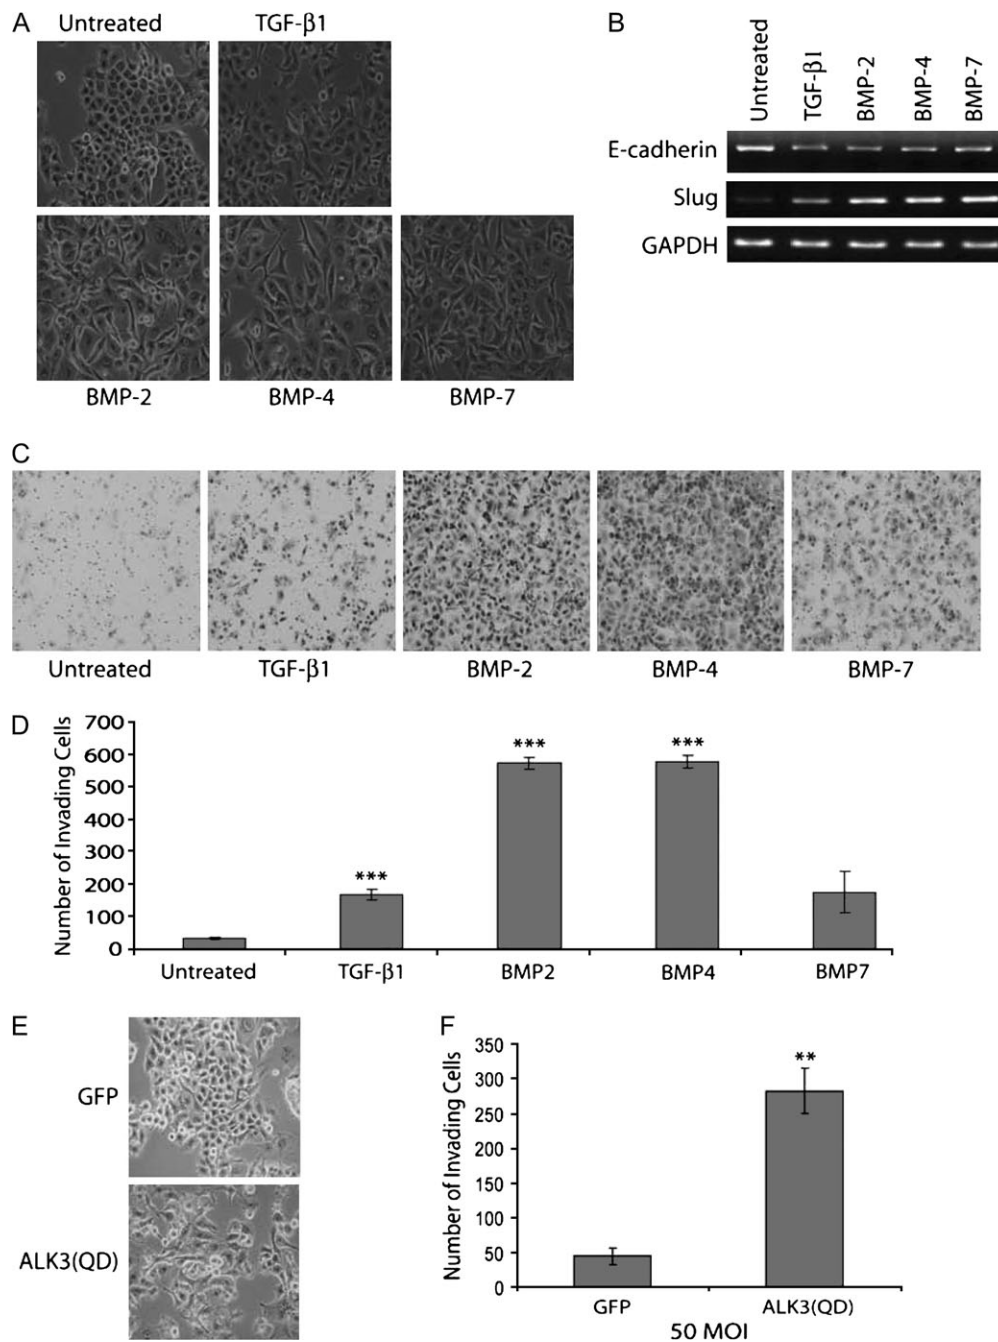 A
Untreated TGF-β1
BMP-2 BMP-4 BMP-7
B
Untreated
TGF-β1
BMP-2
BMP-4
BMP-7
E-cadherin
Slug
GAPDH
C
Untreated TGF-β1 BMP-2 BMP-4 BMP-7
D
Number of Invading Cells
700
600
500
400
300
200
100
0
*** *** ***
Untreated TGF-β1 BMP2 BMP4 BMP7
E
GFP
ALK3(QD)
F
Number of Invading Cells
350
300
250
200
150
100
50
0
**
GFP ALK3(QD)
50 MOI